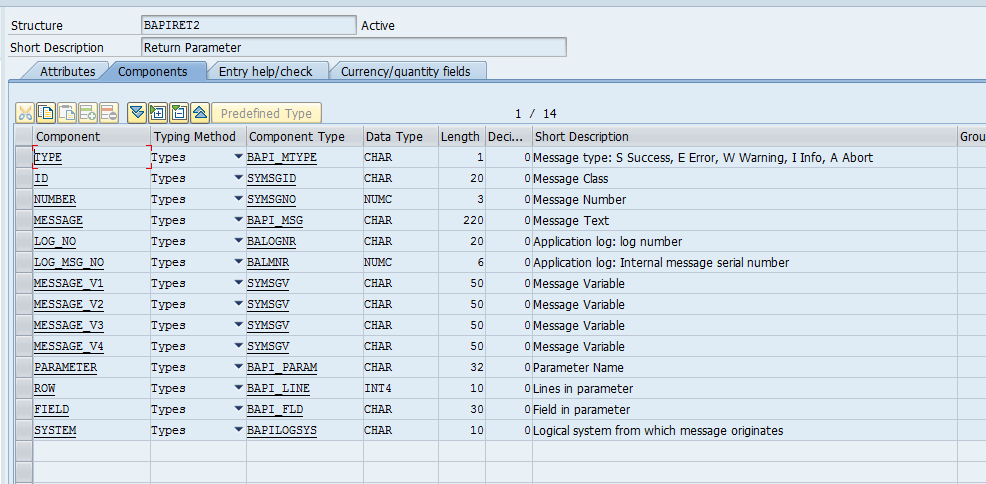 Structure BAPIRET2 Active
Short Description Return Parameter
Attributes Components Entry help/check Currency/quantity fields
Predefined Type 1 / 14
Component Typing Method Component Type Data Type Length Deci... Short Description Grou
TYPE Types BAPI_MTYPE CHAR 1 0 Message type: S Success, E Error, W Warning, I Info, A Abort
ID Types SYMSGID CHAR 20 0 Message Class
NUMBER Types SYMSGNO NUMC 3 0 Message Number
MESSAGE Types BAPI_MSG CHAR 220 0 Message Text
LOG_NO Types BALOGNR CHAR 20 0 Application log: log number
LOG_MSG_NO Types BALMNR NUMC 6 0 Application log: Internal message serial number
MESSAGE_V1 Types SYMSGV CHAR 50 0 Message Variable
MESSAGE_V2 Types SYMSGV CHAR 50 0 Message Variable
MESSAGE_V3 Types SYMSGV CHAR 50 0 Message Variable
MESSAGE_V4 Types SYMSGV CHAR 50 0 Message Variable
PARAMETER Types BAPI_PARAM CHAR 32 0 Parameter Name
ROW Types BAPI_LINE INT4 10 0 Lines in parameter
FIELD Types BAPI_FLD CHAR 30 0 Field in parameter
SYSTEM Types BAPILOGSYS CHAR 10 0 Logical system from which message originates